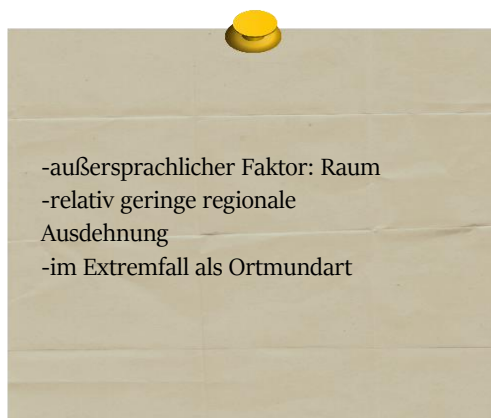 -außersprachlicher Faktor: Raum
-relativ geringe regionale
Ausdehnung
-im Extremfall als Ortmundart